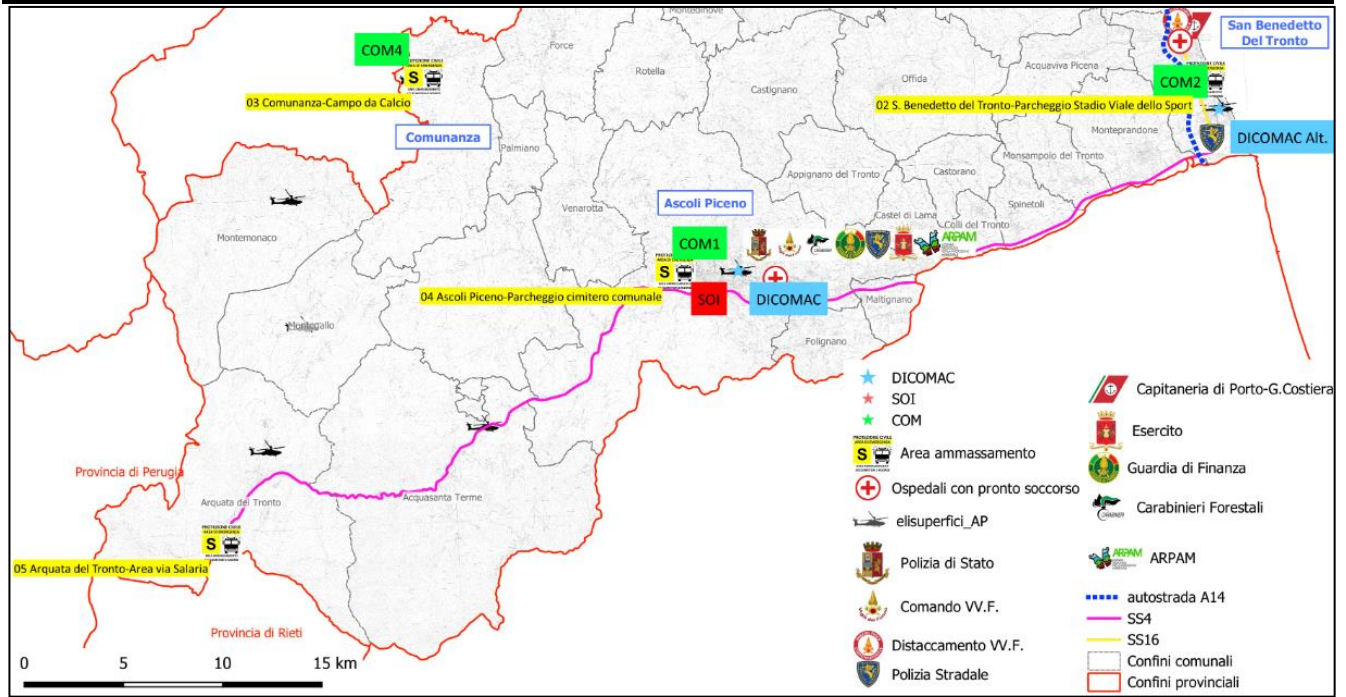 Montedinove
San Benedetto
Del Tronto
COM4
Force
Rotella
Acquaviva Picena
Offida
COM2
Castignano
03 Comunanza-Campo da Calcio
02 S. Benedetto del Tronto-Parcheggio Stadio Viale dello Sport
Comunanza
Monteprandone
DICOMAC Alt.
Palmiano
Monsampolo del Tronto
Appignano del Tronto
Castorano
Spinetoli
Venarotta
Ascoli Piceno
Castel di Lama
Colli del Tronto
Montemonaco
COM1
ARPAM
04 Ascoli Piceno-Parcheggio cimitero comunale
SOI
DICOMAC
Maltignano
Montegallo
Folignano
Provincia di Perugia
Arquata del Tronto
Acquasanta Terme
05 Arquata del Tronto-Area via Salaria
Provincia di Rieti
0 5 10 15 km
DICOMAC
SOI
COM
PROTEZIONE CIVILE
S
Area ammassamento
Ospedali con pronto soccorso
elisuperfici_AP
Polizia di Stato
Comando VV.F.
Distaccamento VV.F.
Polizia Stradale
Capitaneria di Porto-G.Costiera
Esercito
Guardia di Finanza
Carabinieri Forestali
ARPAM
ARPAM
autostrada A14
SS4
SS16
Confini comunali
Confini provinciali